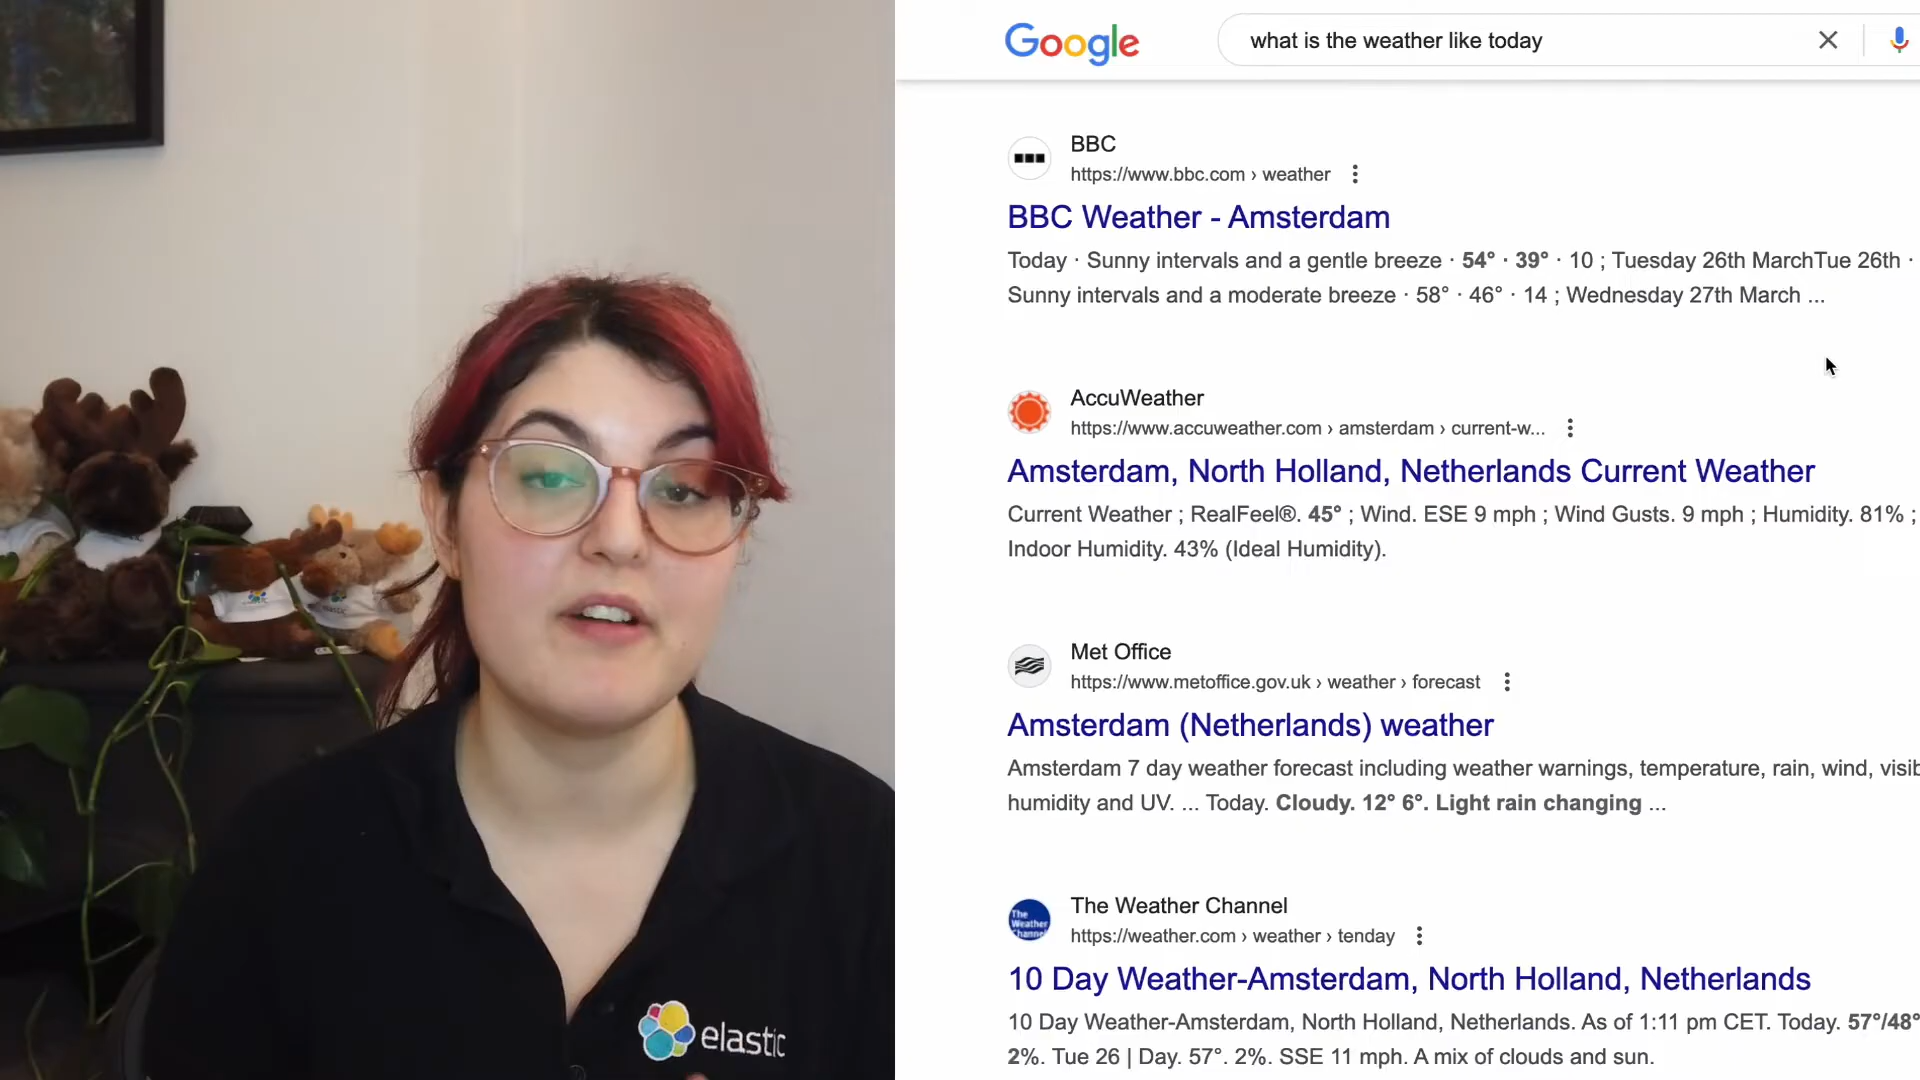 Google
what is the weather like today
BBC
https://www.bbc.com › weather
BBC Weather - Amsterdam
Today · Sunny intervals and a gentle breeze · 54° · 39° · 10 ; Tuesday 26th MarchTue 26th ·
Sunny intervals and a moderate breeze · 58° · 46° · 14 ; Wednesday 27th March ...
AccuWeather
https://www.accuweather.com › amsterdam › current-w...
Amsterdam, North Holland, Netherlands Current Weather
Current Weather ; RealFeel®. 45° ; Wind. ESE 9 mph ; Wind Gusts. 9 mph ; Humidity. 81% ;
Indoor Humidity. 43% (Ideal Humidity).
Met Office
https://www.metoffice.gov.uk › weather › forecast
Amsterdam (Netherlands) weather
Amsterdam 7 day weather forecast including weather warnings, temperature, rain, wind,
humidity and UV. ... Today. Cloudy. 12° 6°. Light rain changing ...
The Weather Channel
The Weather Channel
https://weather.com › weather › tenday
10 Day Weather-Amsterdam, North Holland, Netherlands
10 Day Weather-Amsterdam, North Holland, Netherlands. As of 1:11 pm CET. Today. 57°/48°
2%. Tue 26 | Day. 57°. 2%. SSE 11 mph. A mix of clouds and sun.
elastic